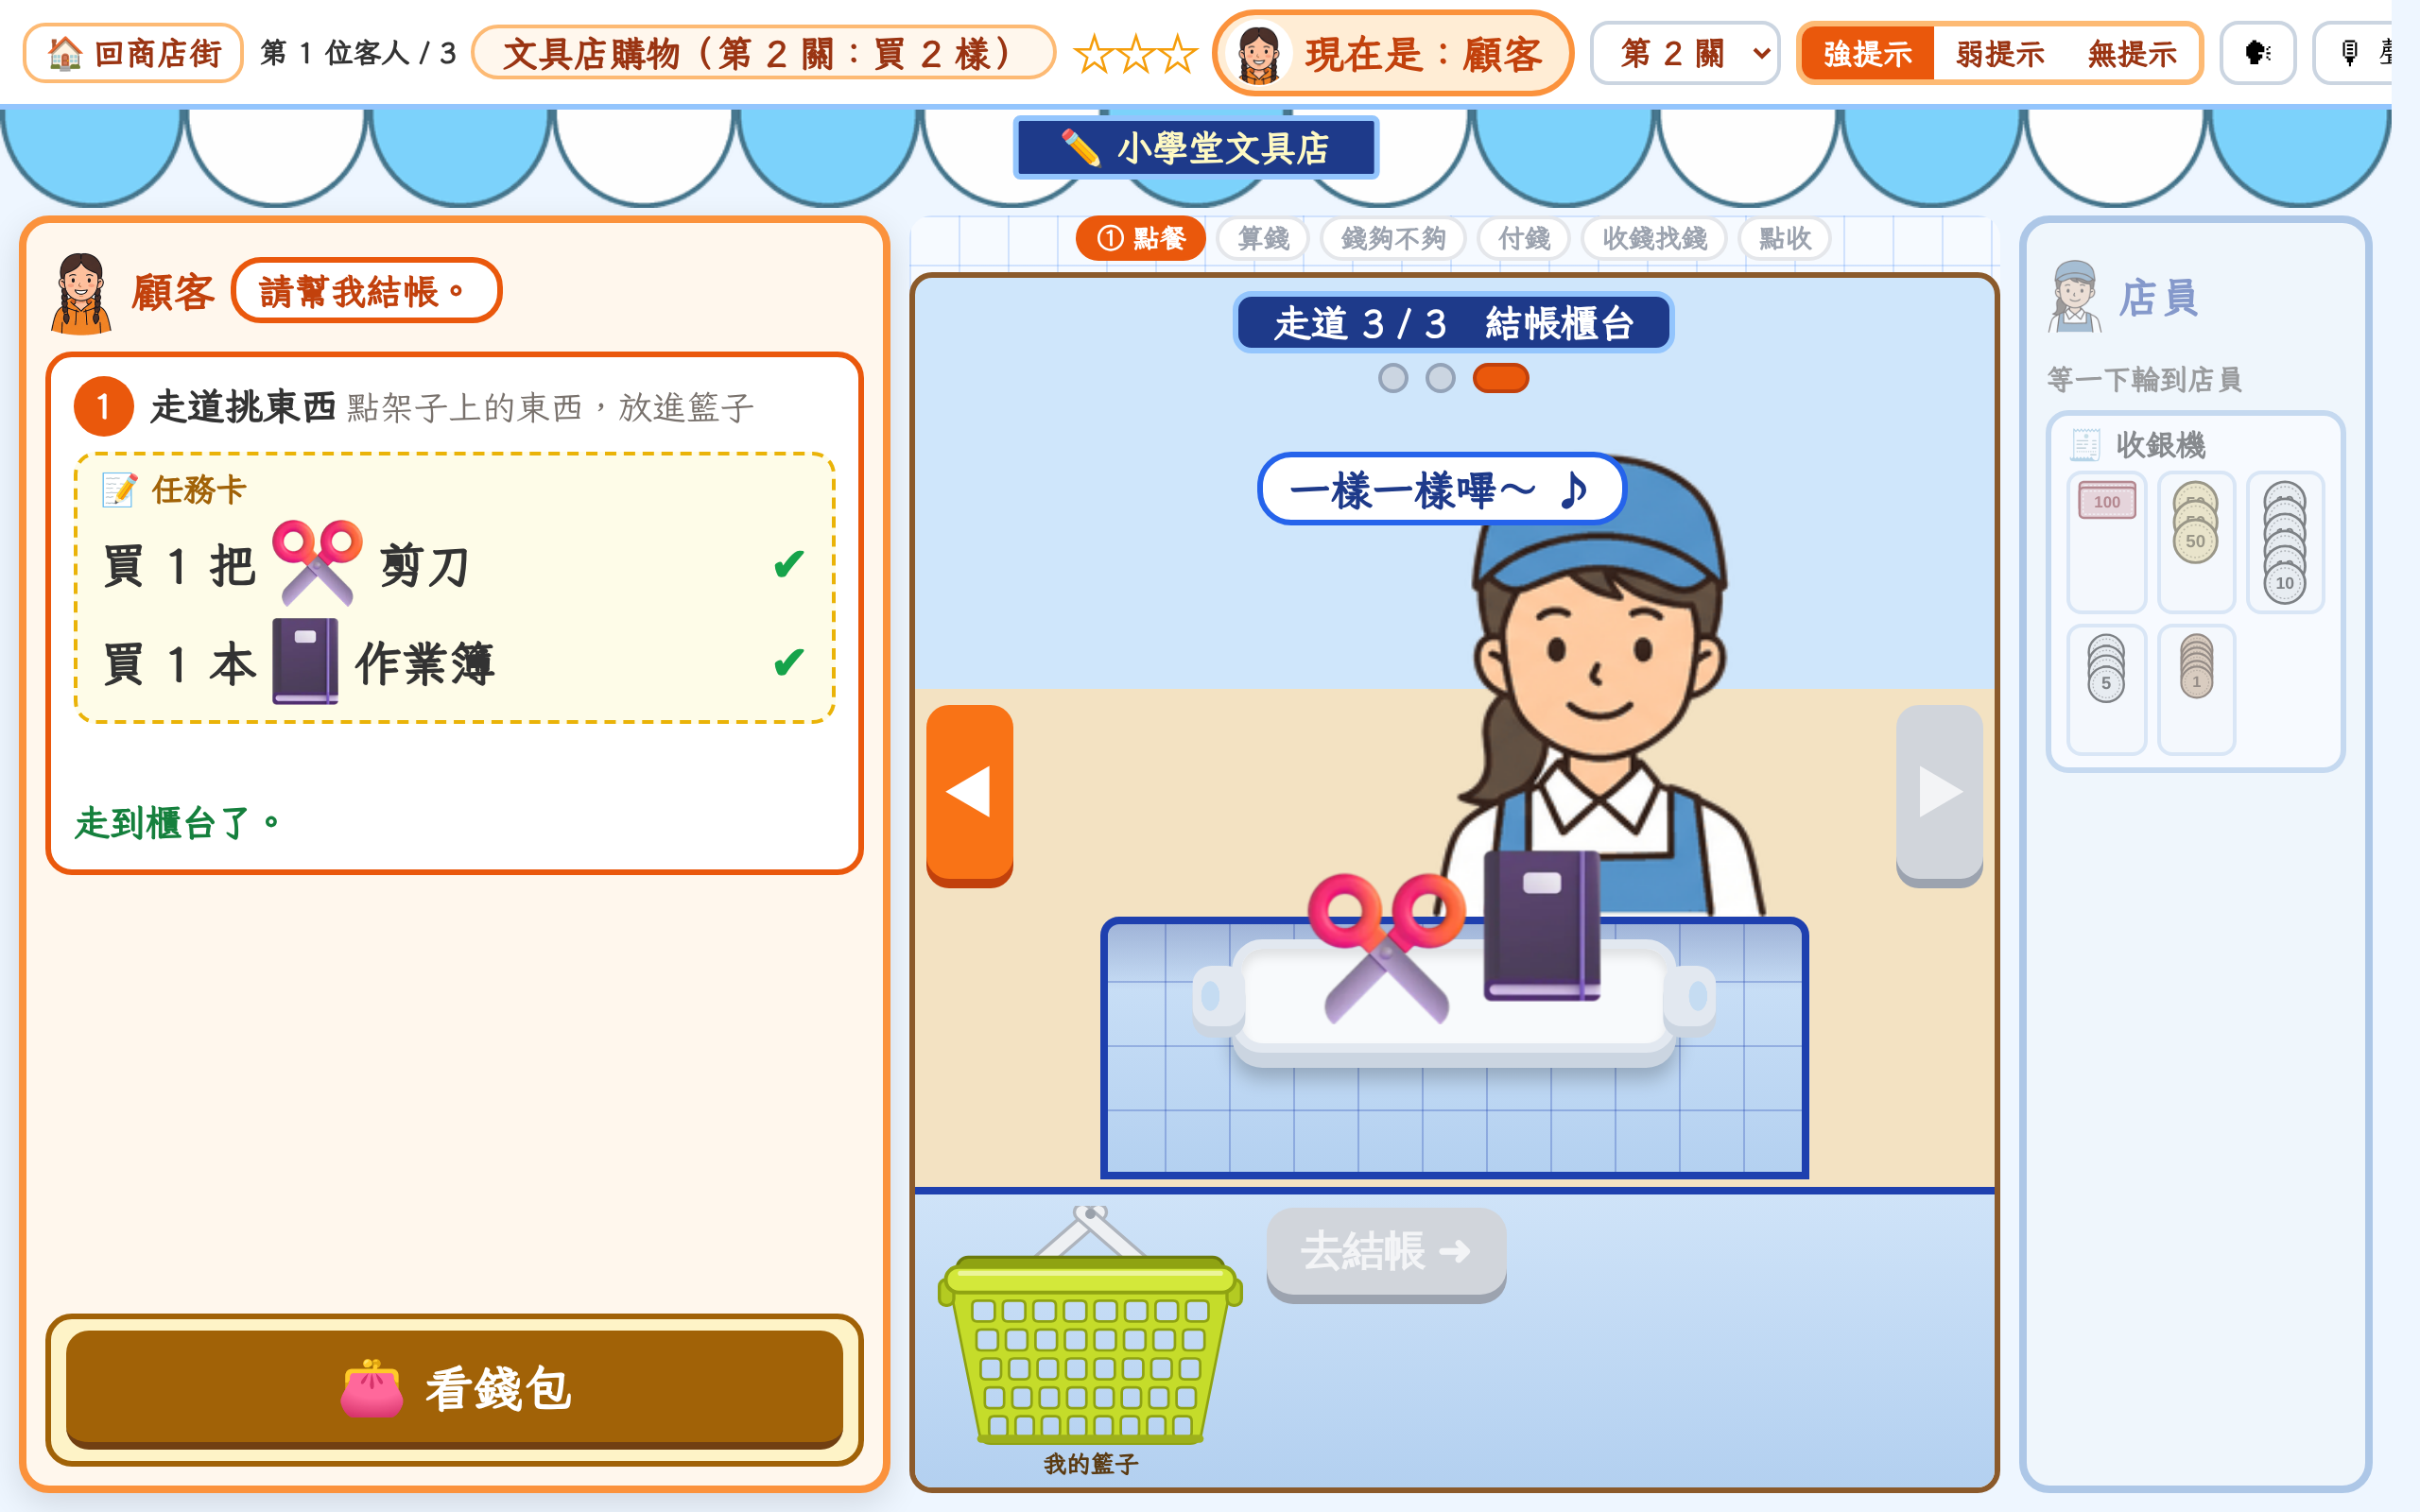 回商店街
第 1 位客人 / 3
文具店購物（第 2 關：買 2 樣）
現在是：顧客
第 2 關
強提示 弱提示 無提示
小學堂文具店
顧客
請幫我結帳。
1 走道挑東西 點架子上的東西，放進籃子
任務卡
買 1 把 剪刀 ✔
買 1 本 作業簿 ✔
走到櫃台了。
看錢包
① 點餐 算錢 錢夠不夠 付錢 收錢找錢 點收
走道 3 / 3 結帳櫃台
一樣一樣嗶～ ♪
去結帳 ➜
我的籃子
店員
等一下輪到店員
收銀機
100
50
10
5
1